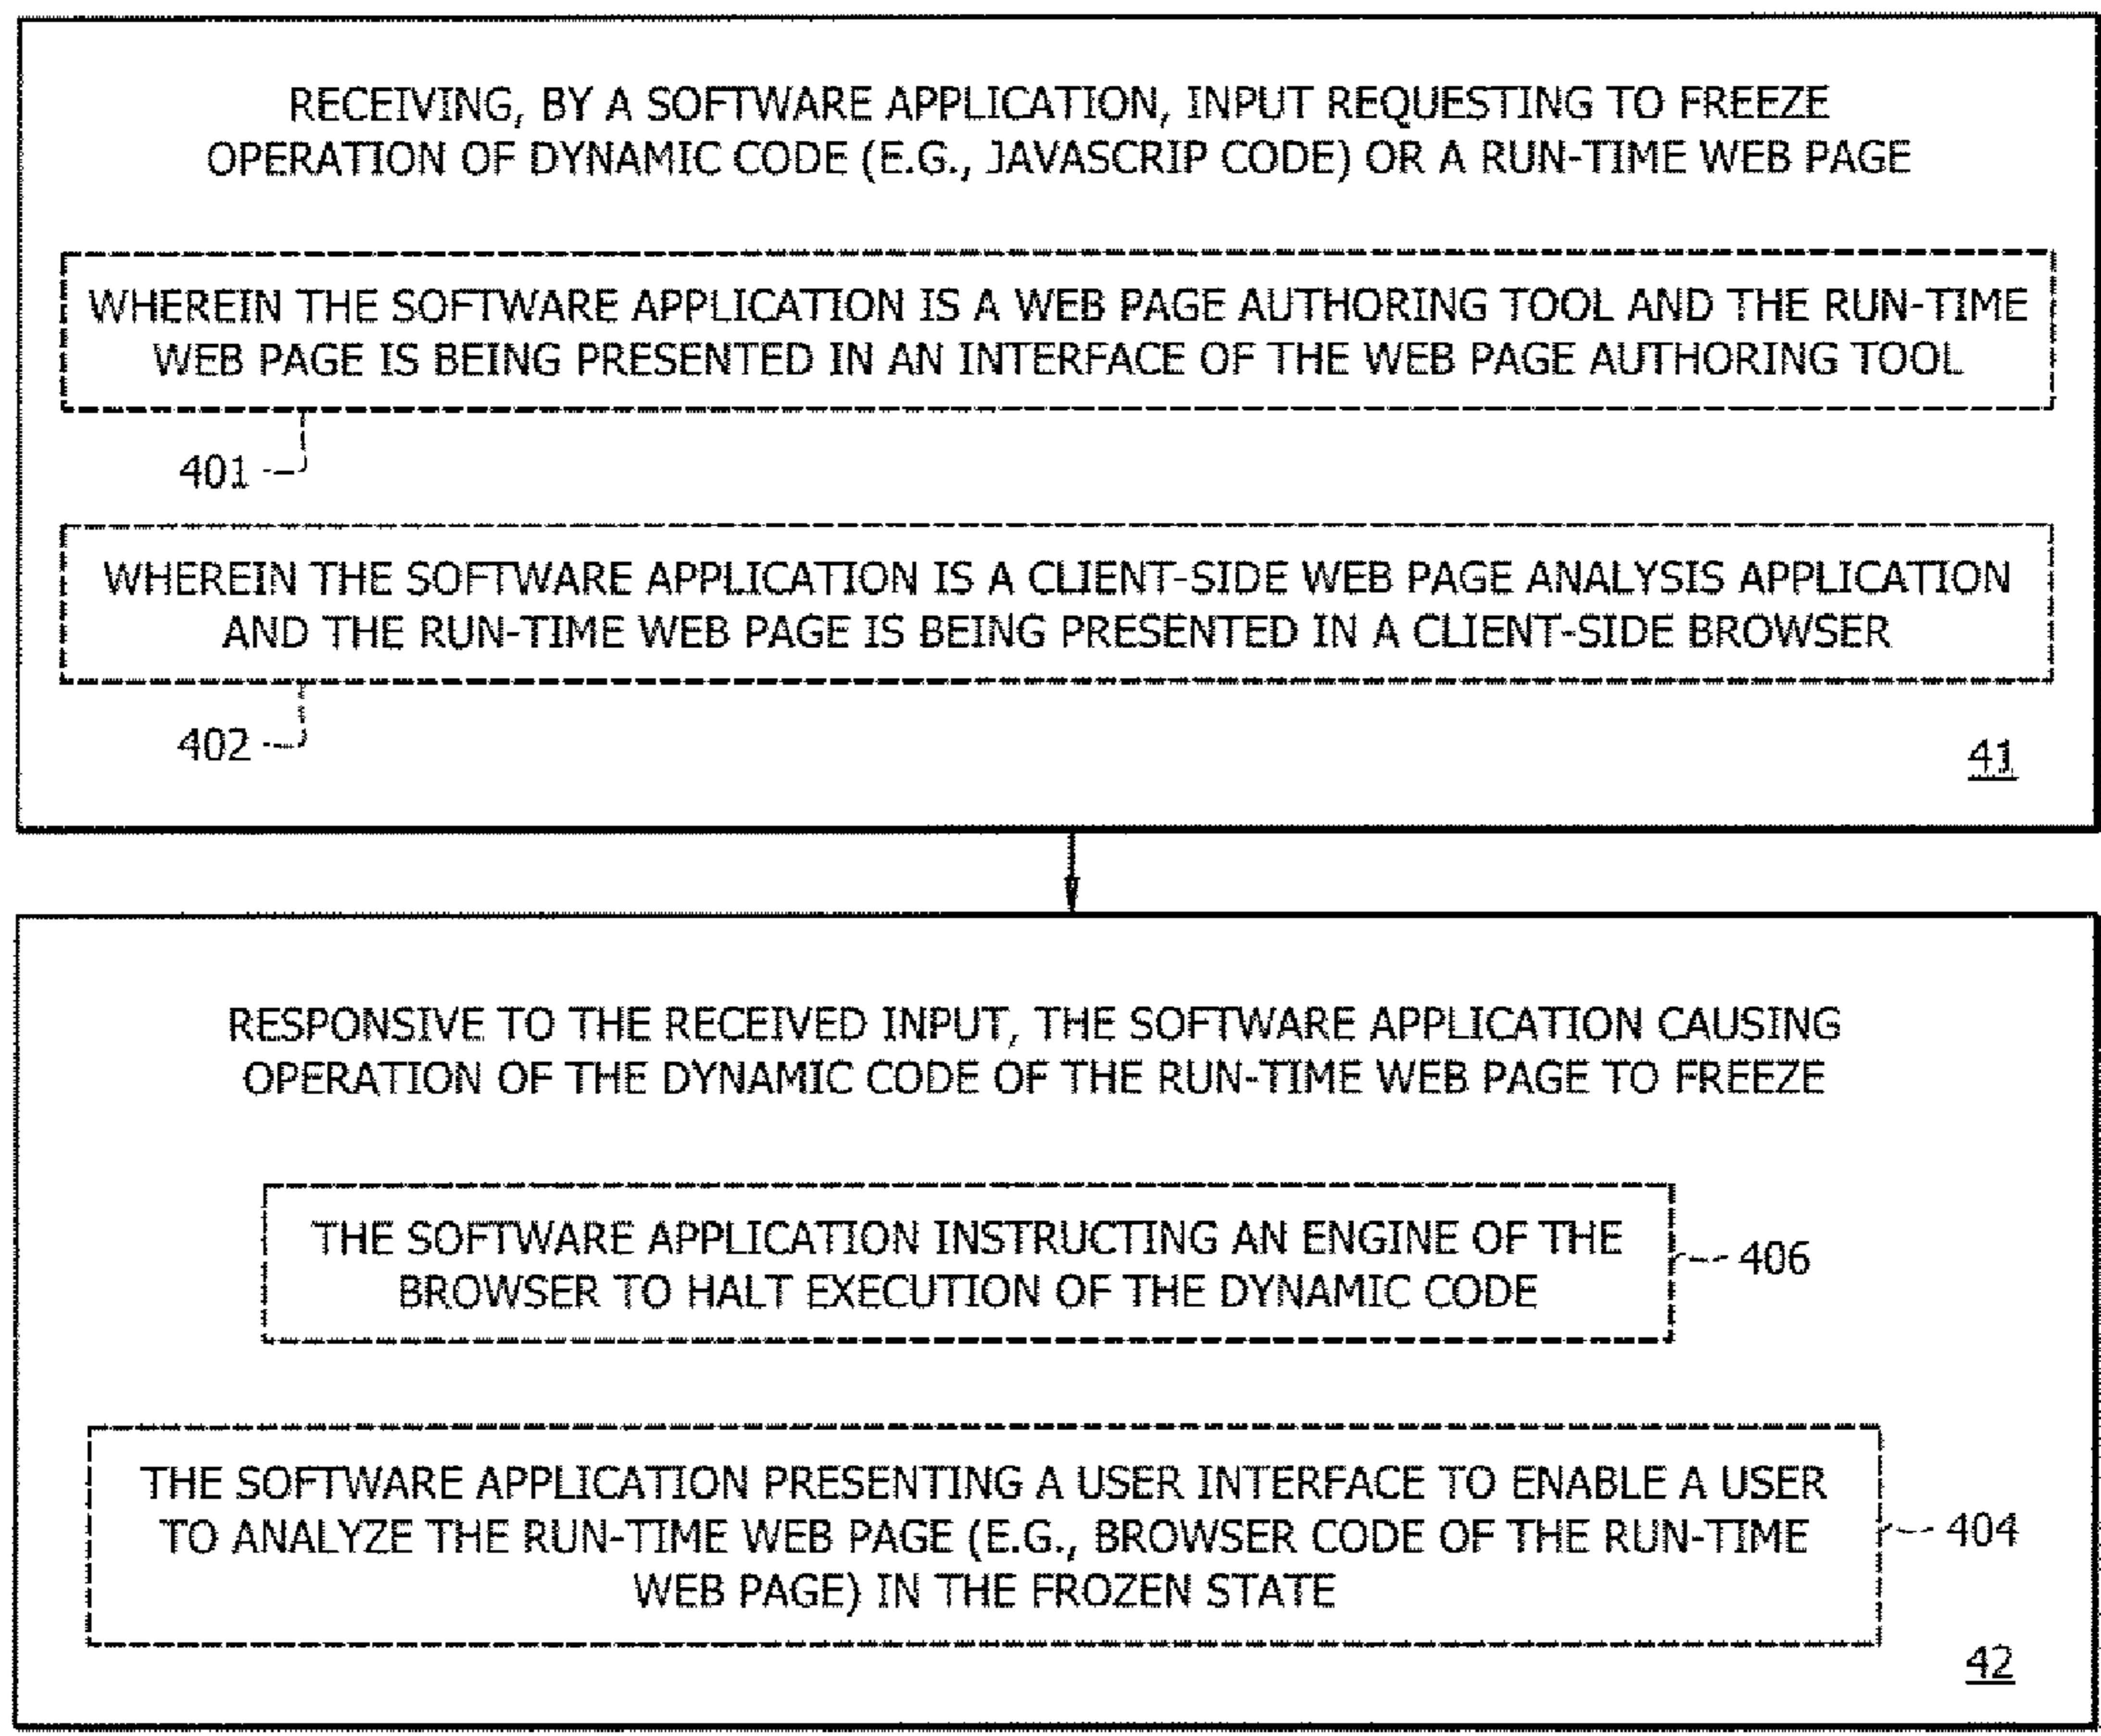 RECEIVING, BY A SOFTWARE APPLICATION, INPUT REQUESTING TO FREEZE
OPERATION OF DYNAMIC CODE (E.G., JAVASCRIP CODE) OR A RUN-TIME WEB PAGE
WHEREIN THE SOFTWARE APPLICATION IS A WEB PAGE AUTHORING TOOL AND THE RUN-TIME
WEB PAGE IS BEING PRESENTED IN AN INTERFACE OF THE WEB PAGE AUTHORING TOOL
401
WHEREIN THE SOFTWARE APPLICATION IS A CLIENT-SIDE WEB PAGE ANALYSIS APPLICATION
AND THE RUN-TIME WEB PAGE IS BEING PRESENTED IN A CLIENT-SIDE BROWSER
402
41
RESPONSIVE TO THE RECEIVED INPUT, THE SOFTWARE APPLICATION CAUSING
OPERATION OF THE DYNAMIC CODE OF THE RUN-TIME WEB PAGE TO FREEZE
THE SOFTWARE APPLICATION INSTRUCTING AN ENGINE OF THE
BROWSER TO HALT EXECUTION OF THE DYNAMIC CODE
406
THE SOFTWARE APPLICATION PRESENTING A USER INTERFACE TO ENABLE A USER
TO ANALYZE THE RUN-TIME WEB PAGE (E.G., BROWSER CODE OF THE RUN-TIME
WEB PAGE) IN THE FROZEN STATE
404
42